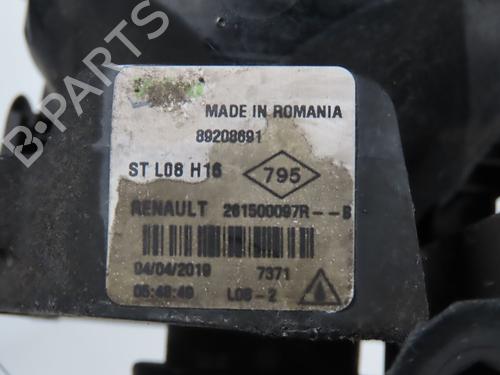 MADE IN ROMANIA
89208691
ST L08 H16
795
RENAULT 261500097R--B
04/04/2019 7371
05:48:49 L08-2
B-PARTS